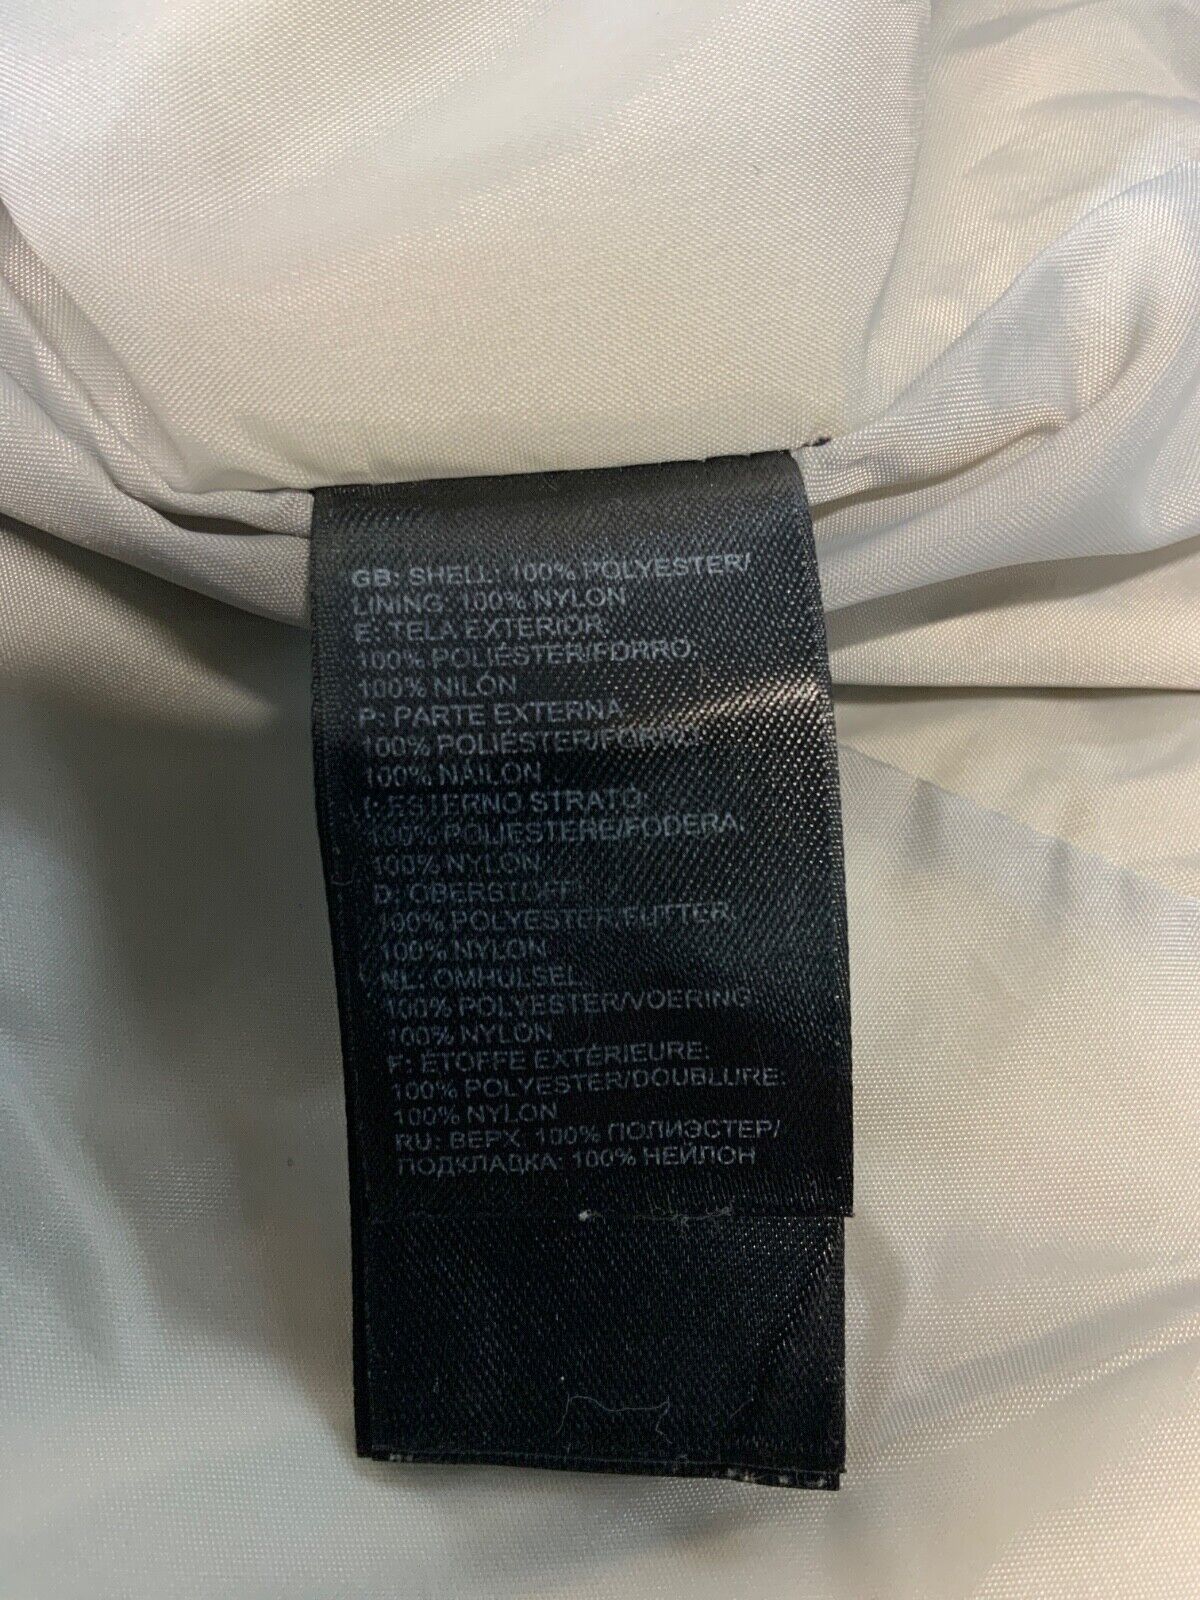 GB: SHELL: 100% POLYESTER/
LINING: 100% NYLON
E: TELA EXTERIOR:
100% POLIÉSTER/FORRO:
100% NILÓN
P: PARTE EXTERNA:
100% POLIÉSTER/FORRO:
100% NÁILON
I: ESTERNO STRATO:
100% POLIESTERE/FODERA:
100% NYLON
D: OBERSTOFF:
100% POLYESTER/FUTTER:
100% NYLON
NL: OMHULSEL:
100% POLYESTER/VOERING:
100% NYLON
F: ÉTOFFE EXTÉRIEURE:
100% POLYESTER/DOUBLURE:
100% NYLON
RU: ВЕРХ: 100% ПОЛИЭСТЕР/
ПОДКЛАДКА: 100% НЕЙЛОН